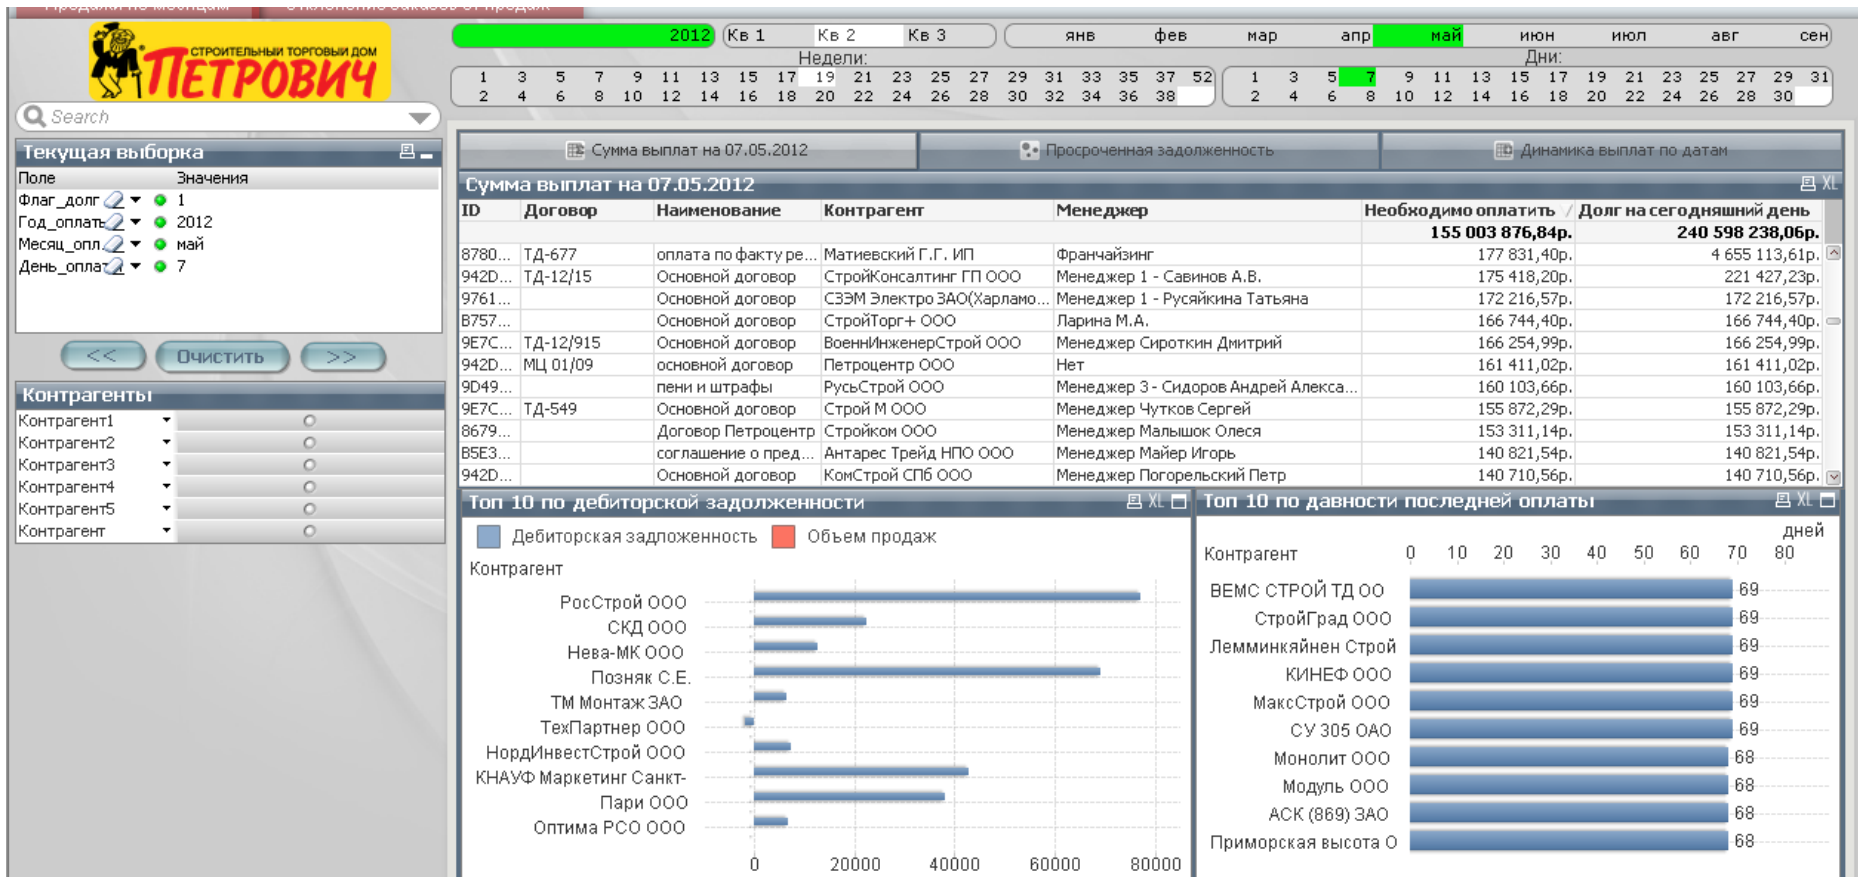 Продажи по месяцам Отклонение заказов от продаж
СТРОИТЕЛЬНЫЙ ТОРГОВЫЙ ДОМ
ПЕТРОВИЧ
Search
2012 Кв 1 Кв 2 Кв 3 янв фев мар апр май июн июл авг сен
Недели: Дни:
1 3 5 7 9 11 13 15 17 19 21 23 25 27 29 31 33 35 37 52 1 3 5 7 9 11 13 15 17 19 21 23 25 27 29 31
2 4 6 8 10 12 14 16 18 20 22 24 26 28 30 32 34 36 38 2 4 6 8 10 12 14 16 18 20 22 24 26 28 30
Текущая выборка
Поле Значения
Флаг_долг 1
Год_оплать 2012
Месяц_опл. май
День_оплат 7
<< Очистить >>
Контрагенты
Контрагент1
Контрагент2
Контрагент3
Контрагент4
Контрагент5
Контрагент
Сумма выплат на 07.05.2012 Просроченная задолженность Динамика выплат по датам
Сумма выплат на 07.05.2012 XL
ID Договор Наименование Контрагент Менеджер Необходимо оплатить Долг на сегодняшний день
155 003 876,84р. 240 598 238,06р.
8780... ТД-677 оплата по факту ре... Матиевский Г.Г. ИП Франчайзинг 177 831,40р. 4 655 113,61р.
942D... ТД-12/15 Основной договор СтройКонсалтинг ГП ООО Менеджер 1 - Савинов А.В. 175 418,20р. 221 427,23р.
9761... Основной договор СЗЭМ Электро ЗАО(Харламо... Менеджер 1 - Русяйкина Татьяна 172 216,57р. 172 216,57р.
B757... Основной договор СтройТорг+ ООО Ларина М.А. 166 744,40р. 166 744,40р.
9E7C... ТД-12/915 Основной договор ВоеннИнженерСтрой ООО Менеджер Сироткин Дмитрий 166 254,99р. 166 254,99р.
942D... МЦ 01/09 основной договор Петроцентр ООО Нет 161 411,02р. 161 411,02р.
9D49... пени и штрафы РусьСтрой ООО Менеджер 3 - Сидоров Андрей Алекса... 160 103,66р. 160 103,66р.
9E7C... ТД-549 Основной договор Строй М ООО Менеджер Чутков Сергей 155 872,29р. 155 872,29р.
8679... Договор Петроцентр Стройком ООО Менеджер Малышок Олеся 153 311,14р. 153 311,14р.
B5E3... соглашение о пред... Антарес Трейд НПО ООО Менеджер Майер Игорь 140 821,54р. 140 821,54р.
942D... Основной договор КомСтрой СПб ООО Менеджер Погорельский Петр 140 710,56р. 140 710,56р.
Топ 10 по дебиторской задолженности XL
Дебиторская задложенность Объем продаж
Контрагент
РосСтрой ООО
СКД ООО
Нева-МК ООО
Позняк С.Е.
ТМ Монтаж ЗАО
ТехПартнер ООО
НордИнвестСтрой ООО
КНАУФ Маркетинг Санкт-
Пари ООО
Оптима РСО ООО
0 20000 40000 60000 80000
Топ 10 по давности последней оплаты XL
дней
Контрагент 0 10 20 30 40 50 60 70 80
ВЕМС СТРОЙ ТД ОО 69
СтройГрад ООО 69
Лемминкяйнен Строй 69
КИНЕФ ООО 69
МаксСтрой ООО 69
СУ 305 ОАО 69
Монолит ООО 68
Модуль ООО 68
АСК (869) ЗАО 68
Приморская высота О 68